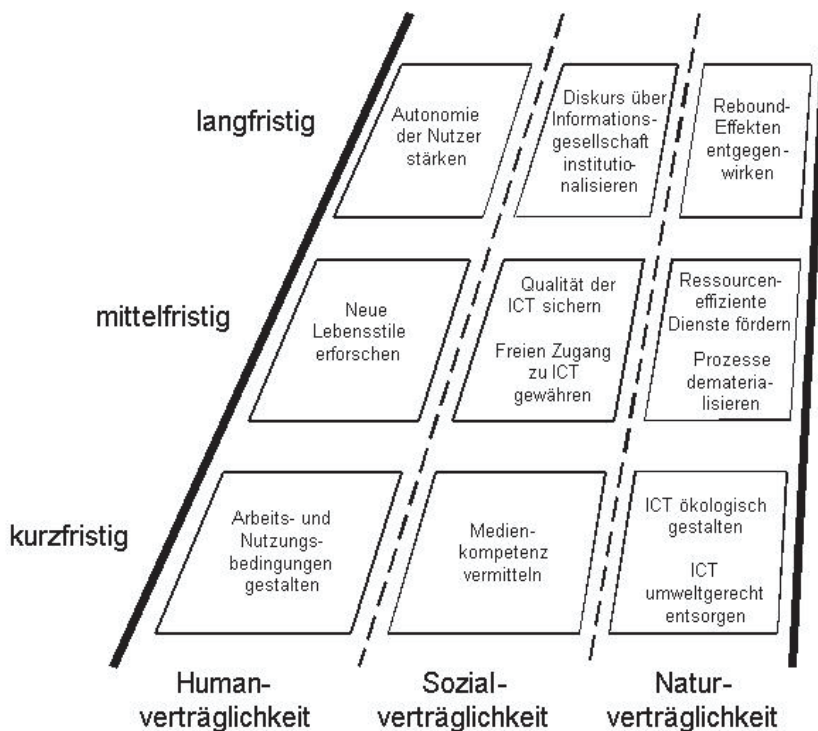 langfristig
Autonomie
der Nutzer
stärken
Diskurs über
Informations-
gesellschaft
institutio-
nalisieren
Rebound-
Effekten
entgegen-
wirken
mittelfristig
Neue
Lebensstile
erforschen
Qualität der
ICT sichern
Freien Zugang
zu ICT
gewähren
Ressourcen-
effiziente
Dienste fördern
Prozesse
demateria-
lisieren
kurzfristig
Arbeits- und
Nutzungs-
bedingungen
gestalten
Medien-
kompetenz
vermitteln
ICT ökologisch
gestalten
ICT
umweltgerecht
entsorgen
Human-
verträglichkeit
Sozial-
verträglichkeit
Natur-
verträglichkeit